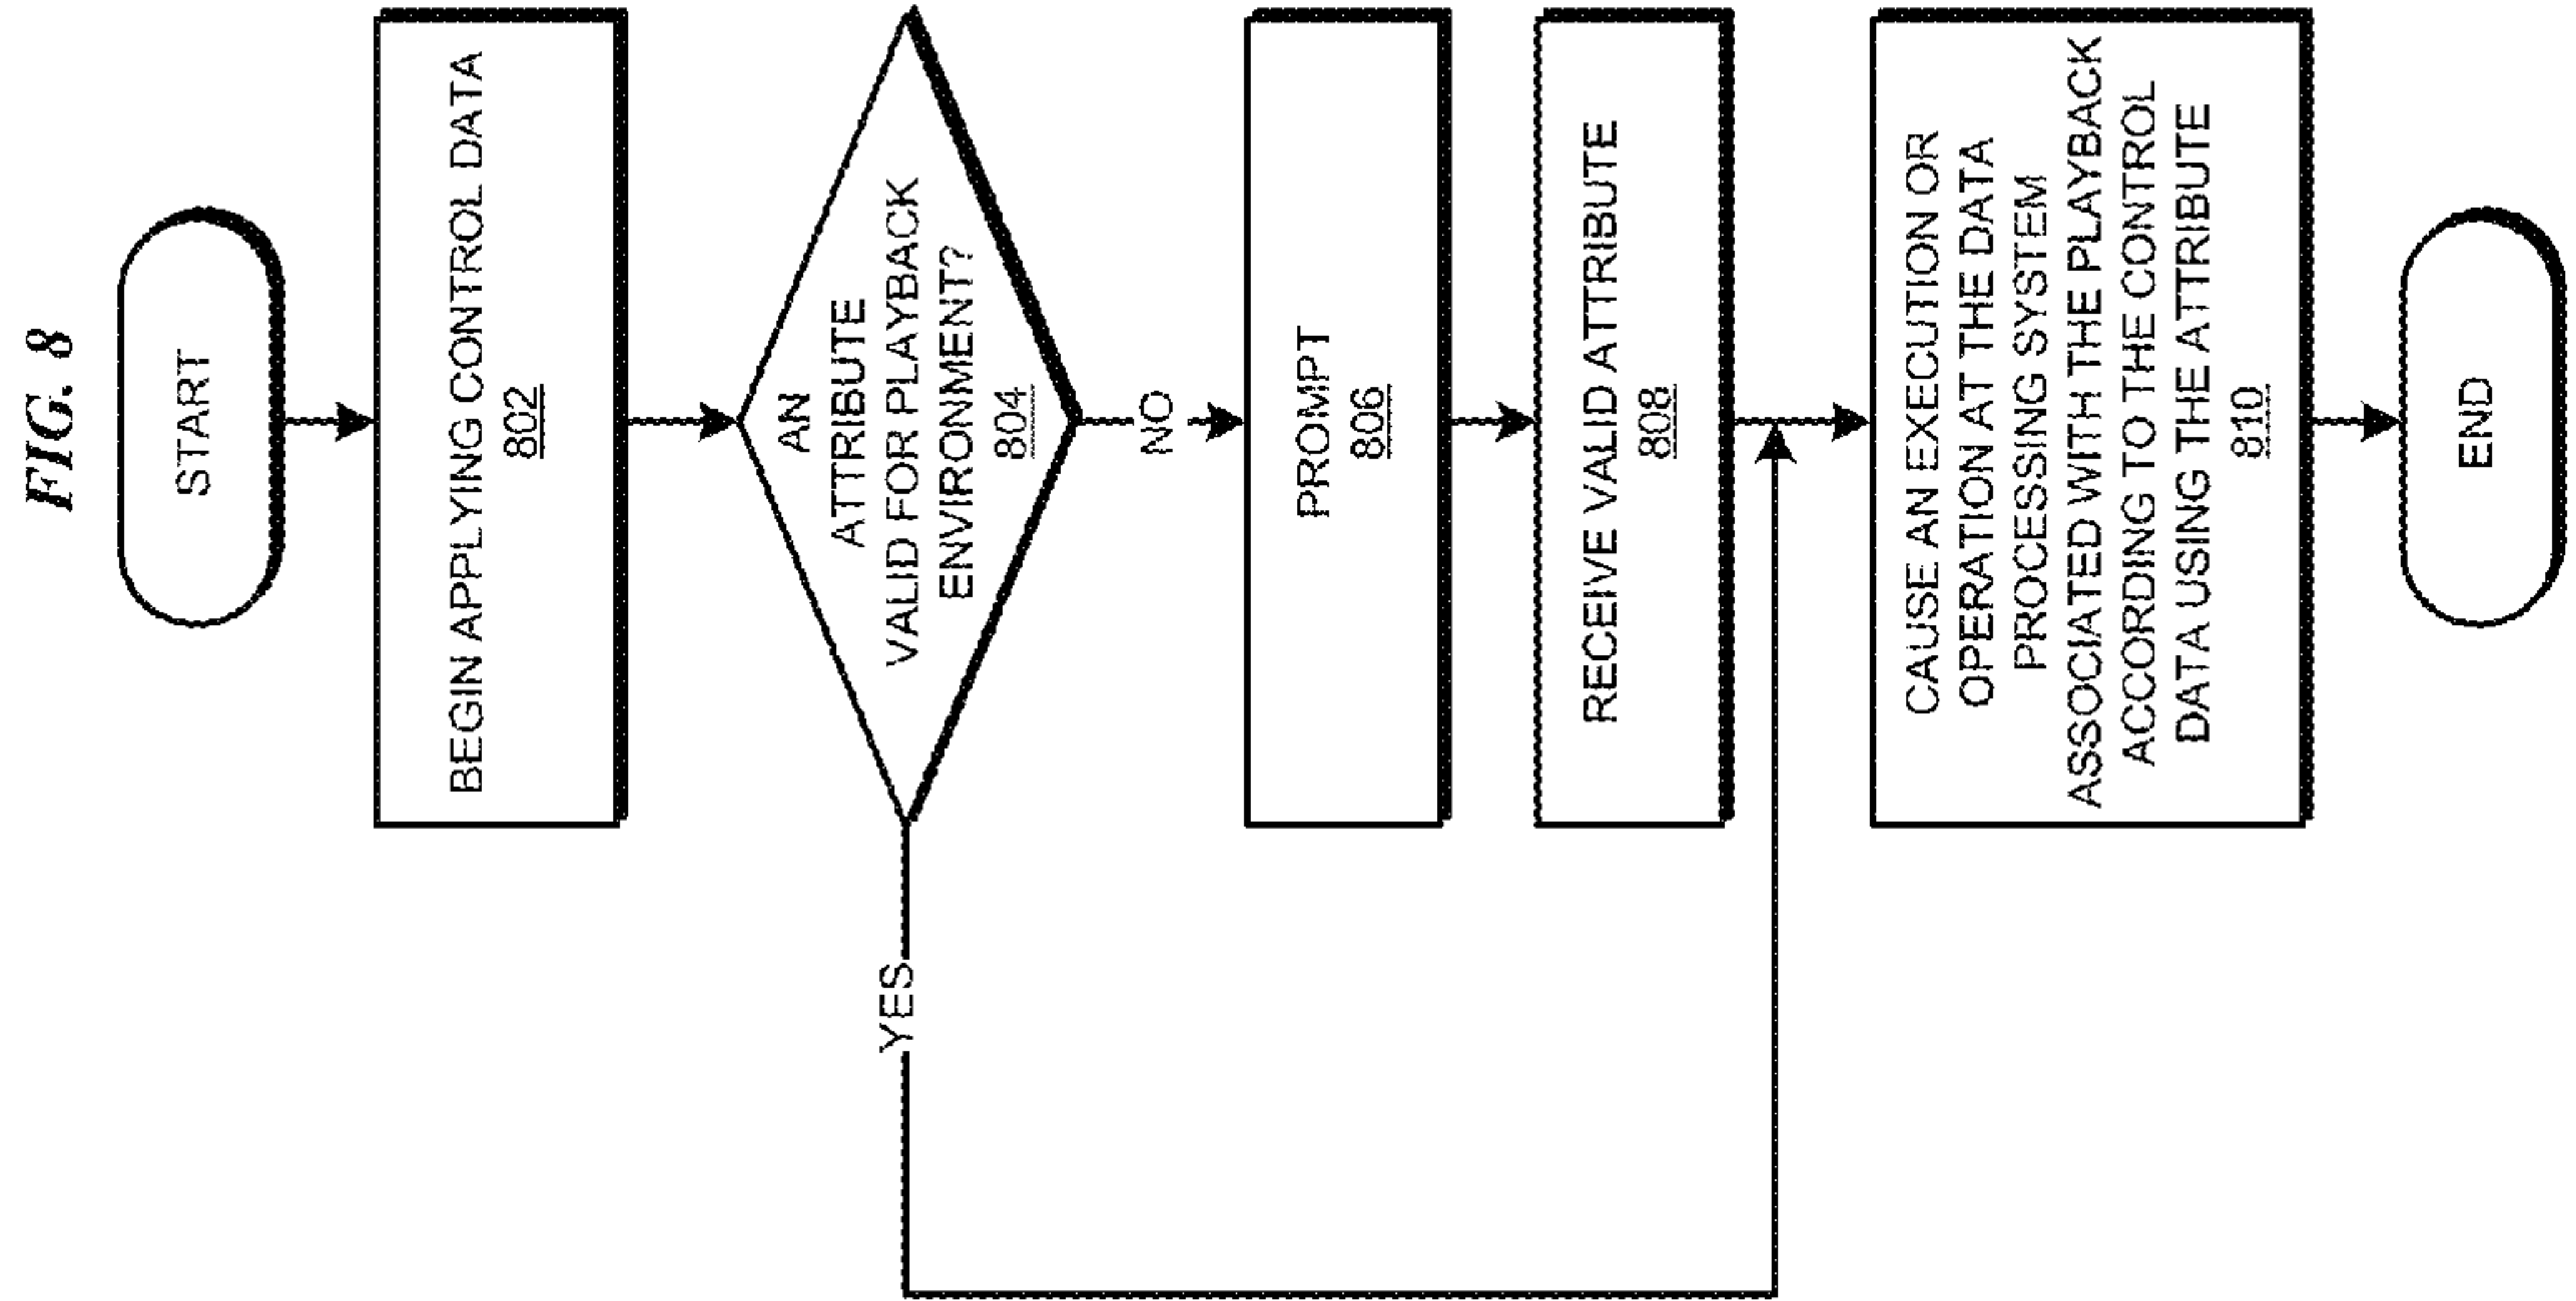 FIG. 8
START
BEGIN APPLYING CONTROL DATA
802
AN
ATTRIBUTE
VALID FOR PLAYBACK
ENVIRONMENT?
804
YES
NO
PROMPT
806
RECEIVE VALID ATTRIBUTE
808
CAUSE AN EXECUTION OR
OPERATION AT THE DATA
PROCESSING SYSTEM
ASSOCIATED WITH THE PLAYBACK
ACCORDING TO THE CONTROL
DATA USING THE ATTRIBUTE
810
END